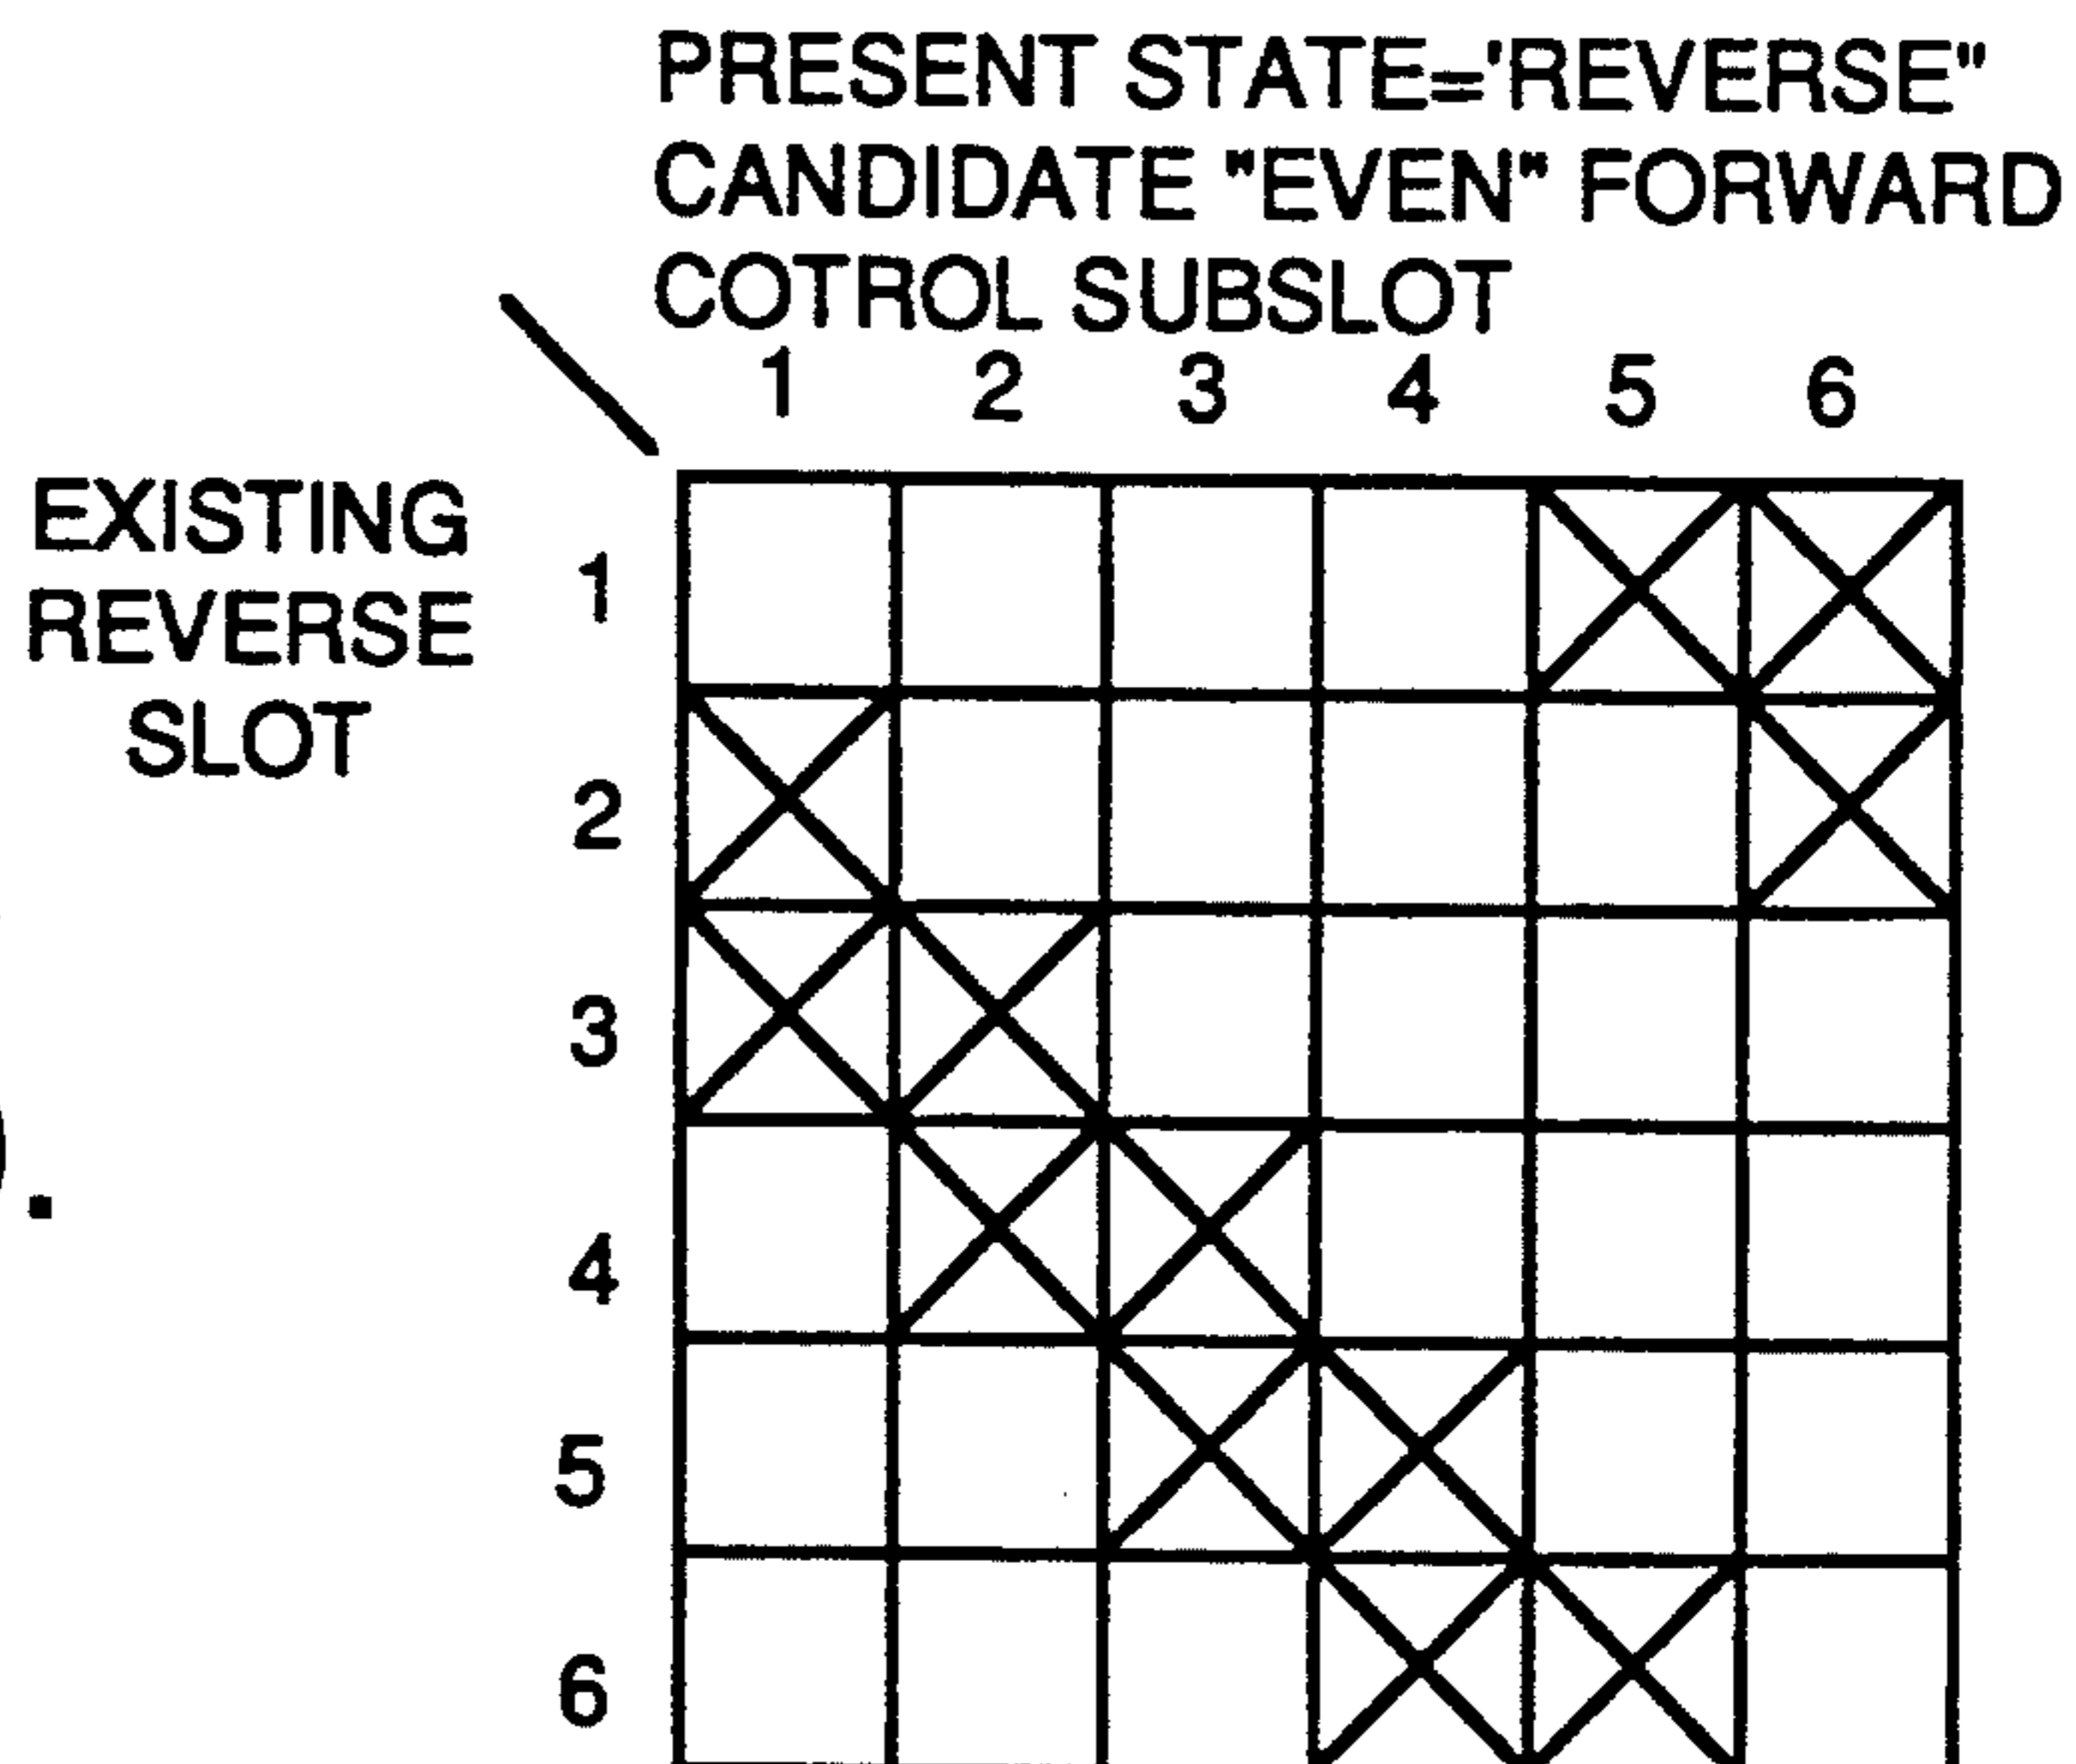 PRESENT STATE='REVERSE"
CANDIDATE "EVEN" FORWARD
COTROL SUBSLOT
1 2 3 4 5 6
EXISTING
REVERSE
SLOT
1
2
3
4
5
6